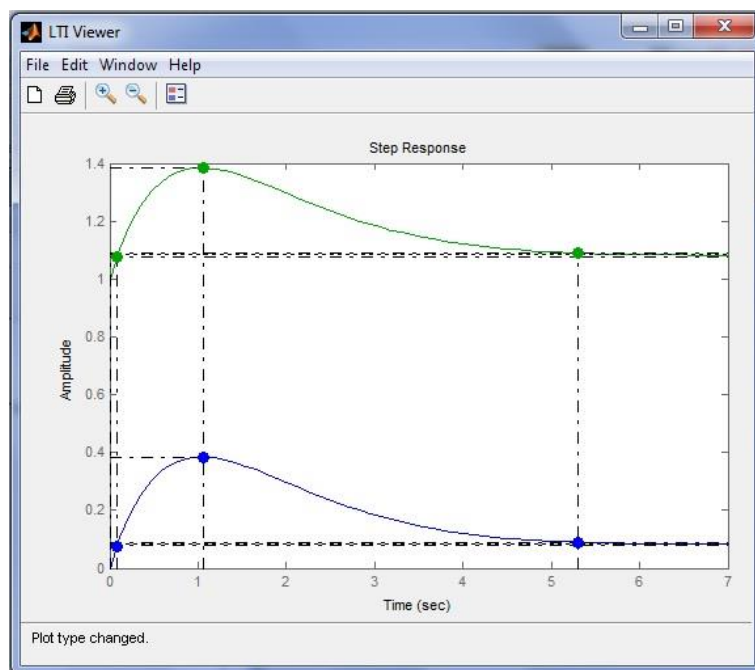 LTI Viewer
File Edit Window Help
Step Response
1.4
1.2
1
0.8
0.6
0.4
0.2
0
Amplitude
0 1 2 3 4 5 6 7
Time (sec)
Plot type changed.